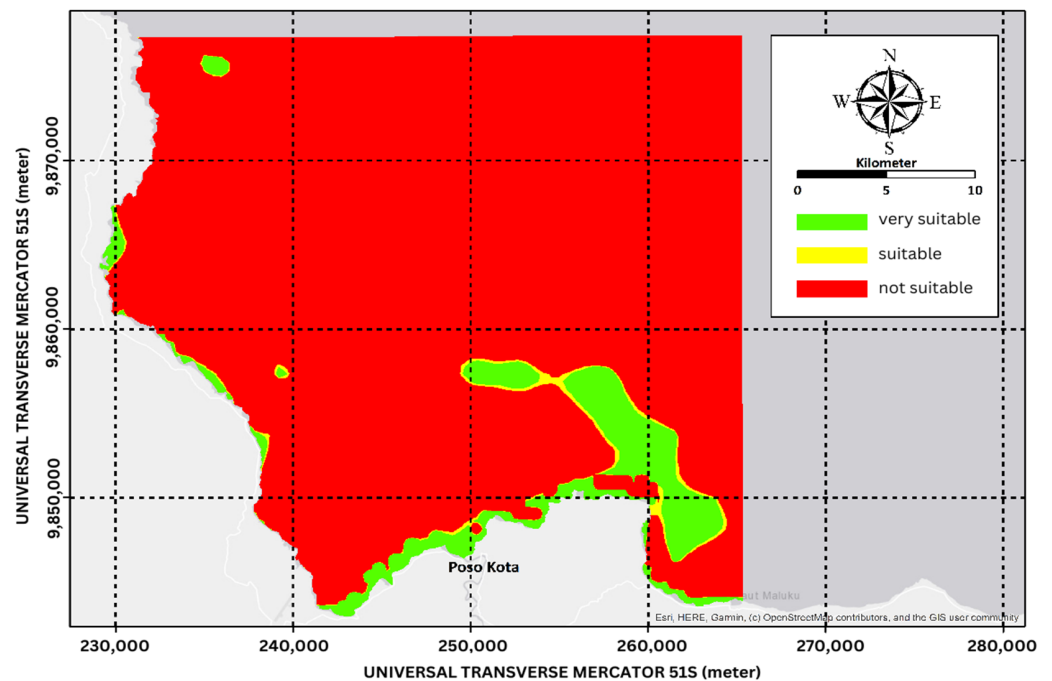 UNIVERSAL TRANSVERSE MERCATOR 51S (meter)
9,870,000
9,860,000
9,850,000
N
W
E
S
Kilometer
0
5
10
very suitable
suitable
not suitable
Poso Kota
aut Maluku
Esri, HERE, Garmin, (c) OpenStreetMap contributors, and the GIS user community
230,000
240,000
250,000
260,000
270,000
280,000
UNIVERSAL TRANSVERSE MERCATOR 51S (meter)